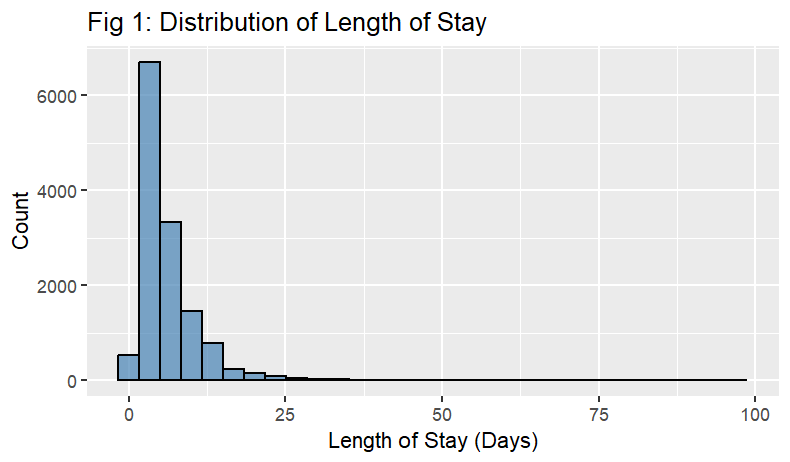 Fig 1: Distribution of Length of Stay
6000
4000
2000
0
Count
0 25 50 75 100
Length of Stay (Days)